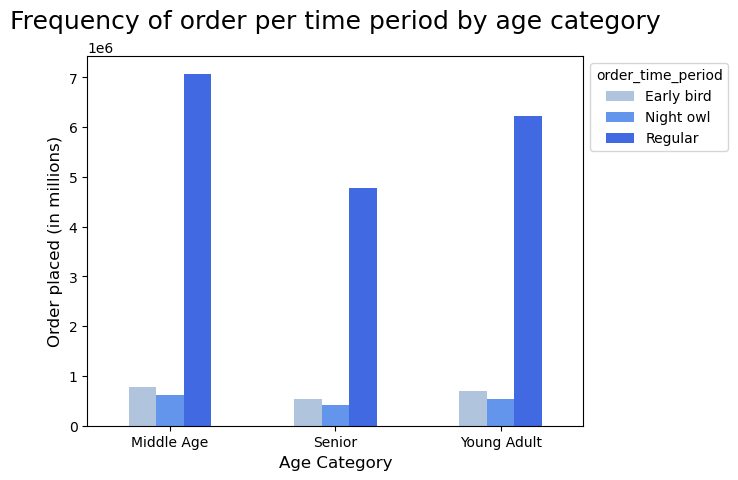 Frequency of order per time period by age category
1e6
order_time_period
Early bird
Night owl
Regular
Order placed (in millions)
7
6
5
4
3
2
1
0
Middle Age
Senior
Young Adult
Age Category